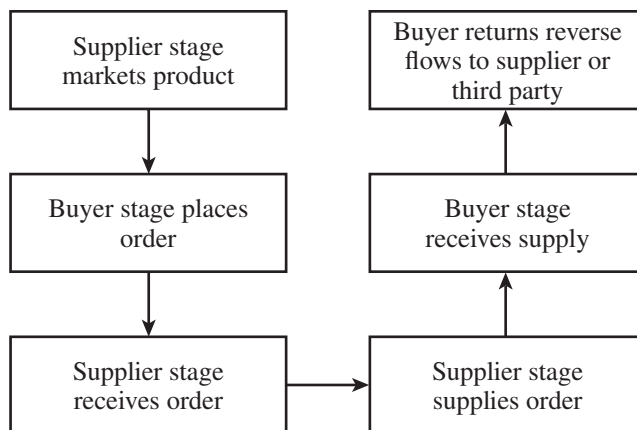 Supplier stage
markets product
Buyer stage places
order
Supplier stage
receives order
Supplier stage
supplies order
Buyer stage
receives supply
Buyer returns reverse
flows to supplier or
third party